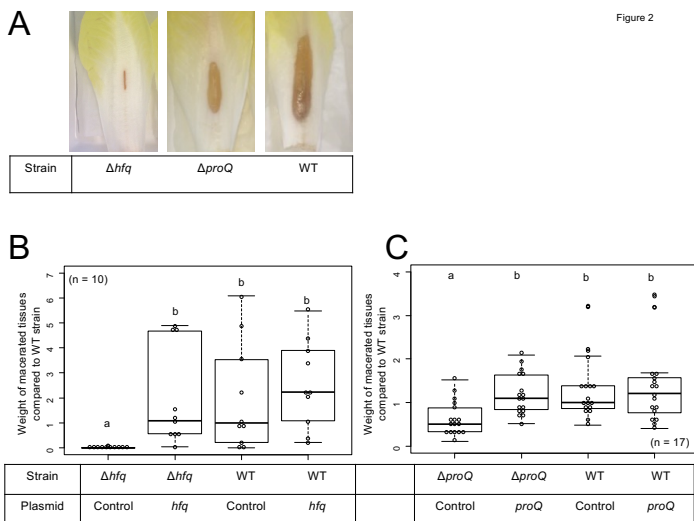 Figure 2
A
Strain Δhfq ΔproQ WT
B
Weight of macerated tissues
compared to WT strain
0 1 2 3 4 5 6 7
(n = 10)
a b b b
C
Weight of macerated tissues
compared to WT strain
0 1 2 3 4
a b b b
(n = 17)
Strain Δhfq Δhfq WT WT ΔproQ ΔproQ WT WT
Plasmid Control hfq Control hfq Control proQ Control proQ